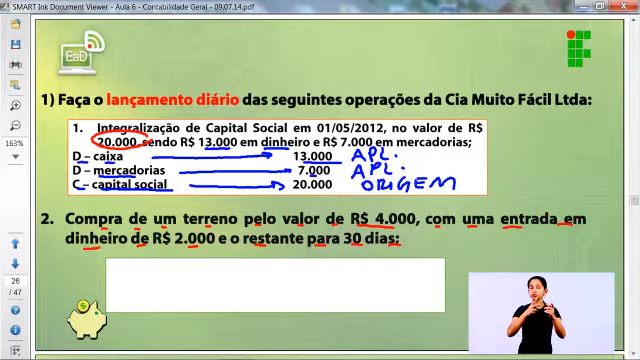 SMART Ink Document Viewer - Aula 6 - Contabilidade Geral - 09.07.14.pdf
EaD
1) Faça o lançamento diário das seguintes operações da Cia Muito Fácil Ltda:
1. Integralização de Capital Social em 01/05/2012, no valor de R$
20.000, sendo R$ 13.000 em dinheiro e R$ 7.000 em mercadorias;
D – caixa 13.000 APL.
D – mercadorias 7.000 APL.
C – capital social 20.000 ORIGEM
2. Compra de um terreno pelo valor de R$ 4.000, com uma entrada em
dinheiro de R$ 2.000 e o restante para 30 dias;
163%
26
/ 47
$